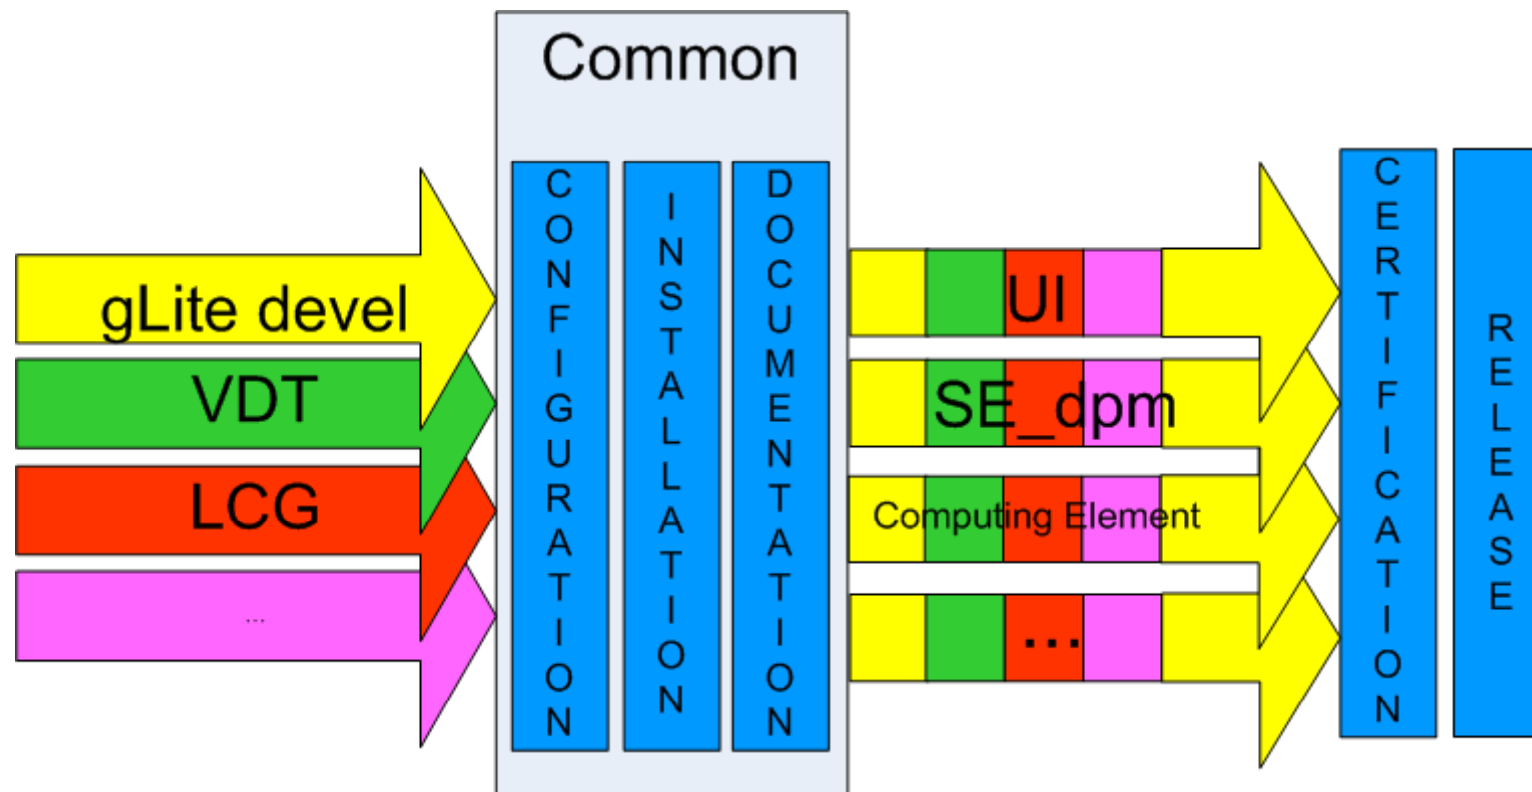 Common
gLite devel
VDT
LCG
...
CONFIGURATION
INSTALLATION
DOCUMENTATION
UI
SE_dpm
Computing Element
...
CERTIFICATION
RELEASE